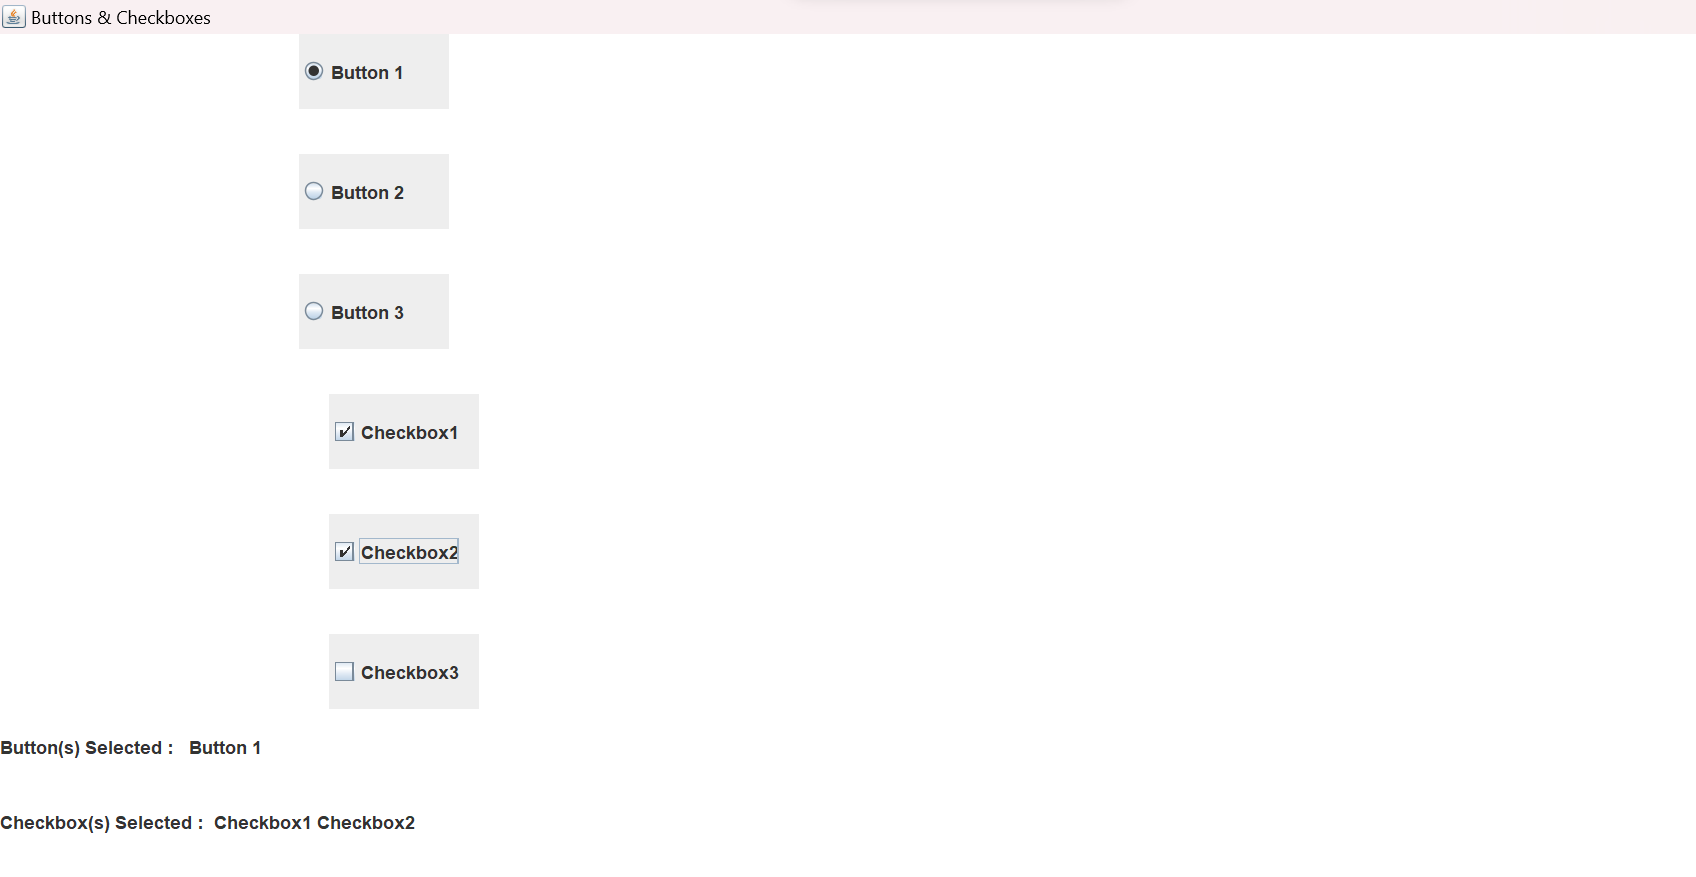 Buttons & Checkboxes
Button 1
Button 2
Button 3
Checkbox1
Checkbox2
Checkbox3
Button(s) Selected :   Button 1
Checkbox(s) Selected :  Checkbox1 Checkbox2